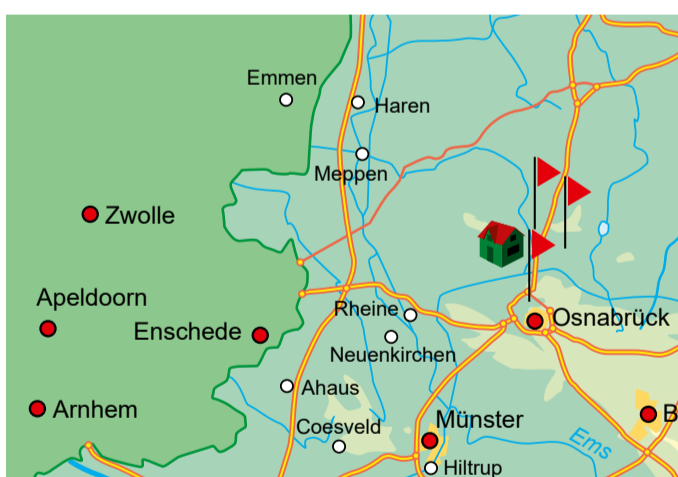 Emmen
Haren
Meppen
Zwolle
Apeldoorn
Rheine
Osnabrück
Enschede
Neuenkirchen
Ahaus
Arnhem
Münster
B
Coesveld
Ems
Hiltrup